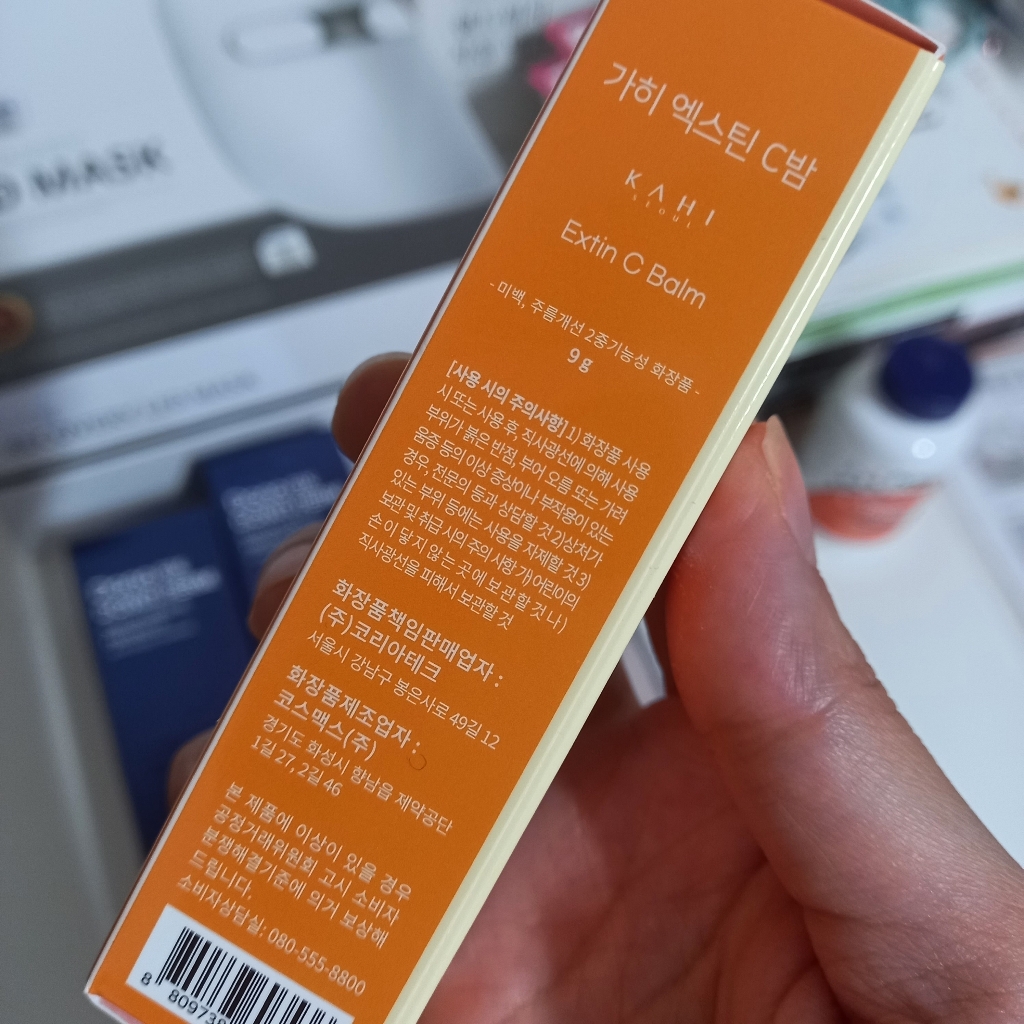 가히 엑스틴 C밤
KAHI
SEOUL
Extin C Balm
- 미백, 주름개선 2중기능성 화장품 -
9 g
[사용 시의 주의사항] 1) 화장품 사용
시 또는 사용 후, 직사광선에 의해 사용
부위가 붉은 반점, 부어 오름 또는 가려
움증 등의 이상 증상이나 부작용이 있는
경우, 전문의 등과 상담할 것 2)상처가
있는 부위 등에는 사용을 자제할 것 3)
보관 및 취급시의 주의 사항 가)어린이의
손이 닿지 않는 곳에 보관 할 것 나)
직사광선을 피해서 보관할 것
화장품책임판매업자 :
(주)코리아테크
서울시 강남구 봉은사로 49길 12
화장품제조업자 :
코스맥스(주)
경기도 화성시 향남읍 제약공단
1길 27, 2길 46
본 제품에 이상이 있을 경우
공정거래위원회 고시 소비자
분쟁해결기준에 의거 보상해
드립니다.
소비자상담실: 080-555-8800
MASK